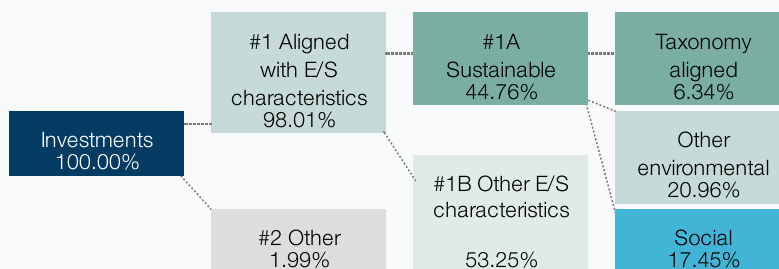 Investments
100.00%
#1 Aligned
with E/S
characteristics
98.01%
#2 Other
1.99%
#1A
Sustainable
44.76%
#1B Other E/S
characteristics
53.25%
Taxonomy
aligned
6.34%
Other
environmental
20.96%
Social
17.45%